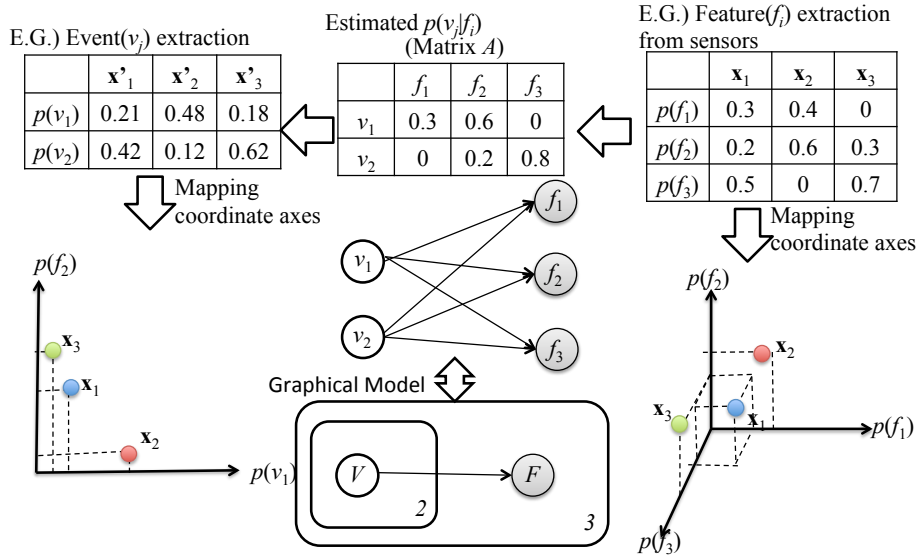 E.G.) Event(vj) extraction
x'1 x'2 x'3
p(v1) 0.21 0.48 0.18
p(v2) 0.42 0.12 0.62
Mapping
coordinate axes
Estimated p(vj|fi)
(Matrix A)
f1 f2 f3
v1 0.3 0.6 0
v2 0 0.2 0.8
E.G.) Feature(fi) extraction
from sensors
x1 x2 x3
p(f1) 0.3 0.4 0
p(f2) 0.2 0.6 0.3
p(f3) 0.5 0 0.7
Mapping
coordinate axes
p(f2)
x3
x1
x2
p(v1)
v1
v2
f1
f2
f3
Graphical Model
V
F
2
3
p(f2)
x2
x3
x1
p(f1)
p(f3)